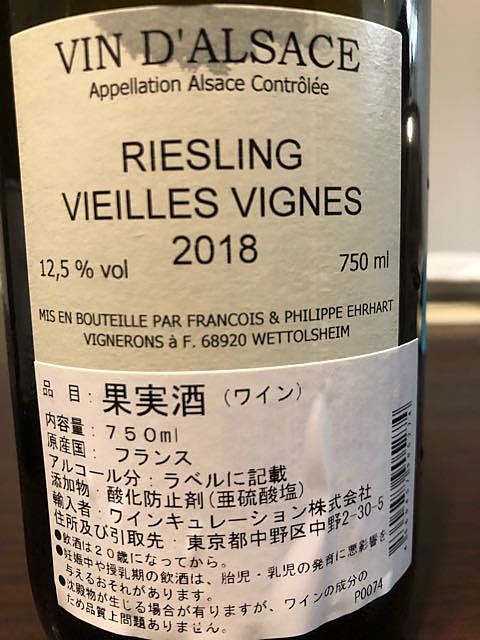 VIN D'ALSACE
Appellation Alsace Contrôlée
RIESLING
VIEILLES VIGNES
2018
12,5 % vol
750 ml
MIS EN BOUTEILLE PAR FRANCOIS & PHILIPPE EHRHART
VIGNERONS à F. 68920 WETTOLSHEIM
品 目：果実酒（ワイン）
内容量：７５０ml
原産国： フランス
アルコール分：ラベルに記載
添加物：酸化防止剤（亜硫酸塩）
輸入者：ワインキュレーション株式会社
住所及び引取先：東京都中野区中野2-30-5
●飲酒は２０歳になってから。
●妊娠中や授乳期の飲酒は、胎児・乳児の発育に悪影響を
与えるおそれがあります。
●沈殿物が生じる場合が有りますが、ワインの成分の
ため品質上問題ありません。
P0074